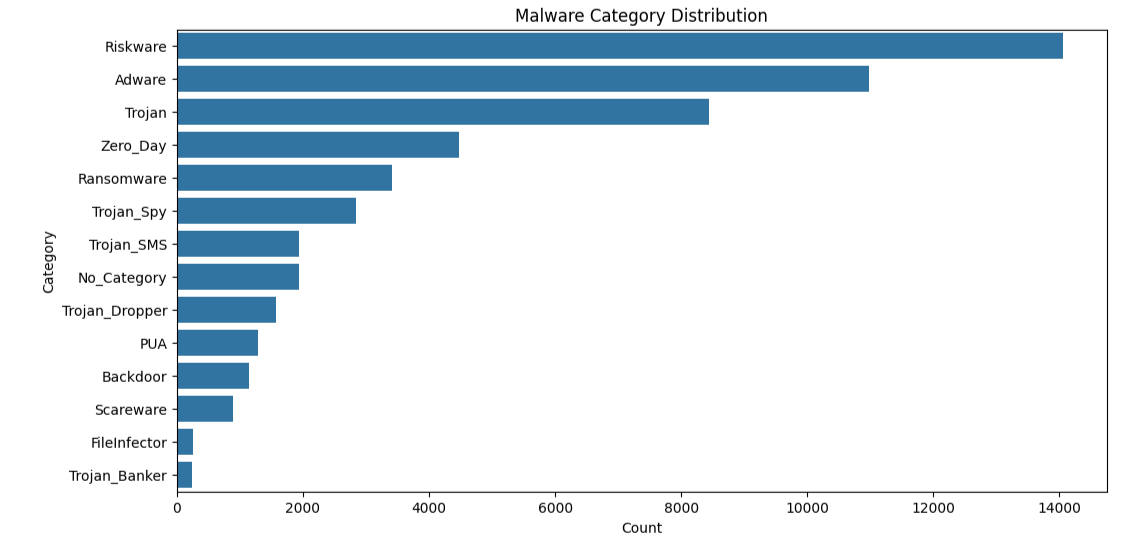 Malware Category Distribution
Riskware
Adware
Trojan
Zero_Day
Ransomware
Trojan_Spy
Trojan_SMS
No_Category
Trojan_Dropper
PUA
Backdoor
Scareware
FileInfector
Trojan_Banker
Category
0 2000 4000 6000 8000 10000 12000 14000
Count